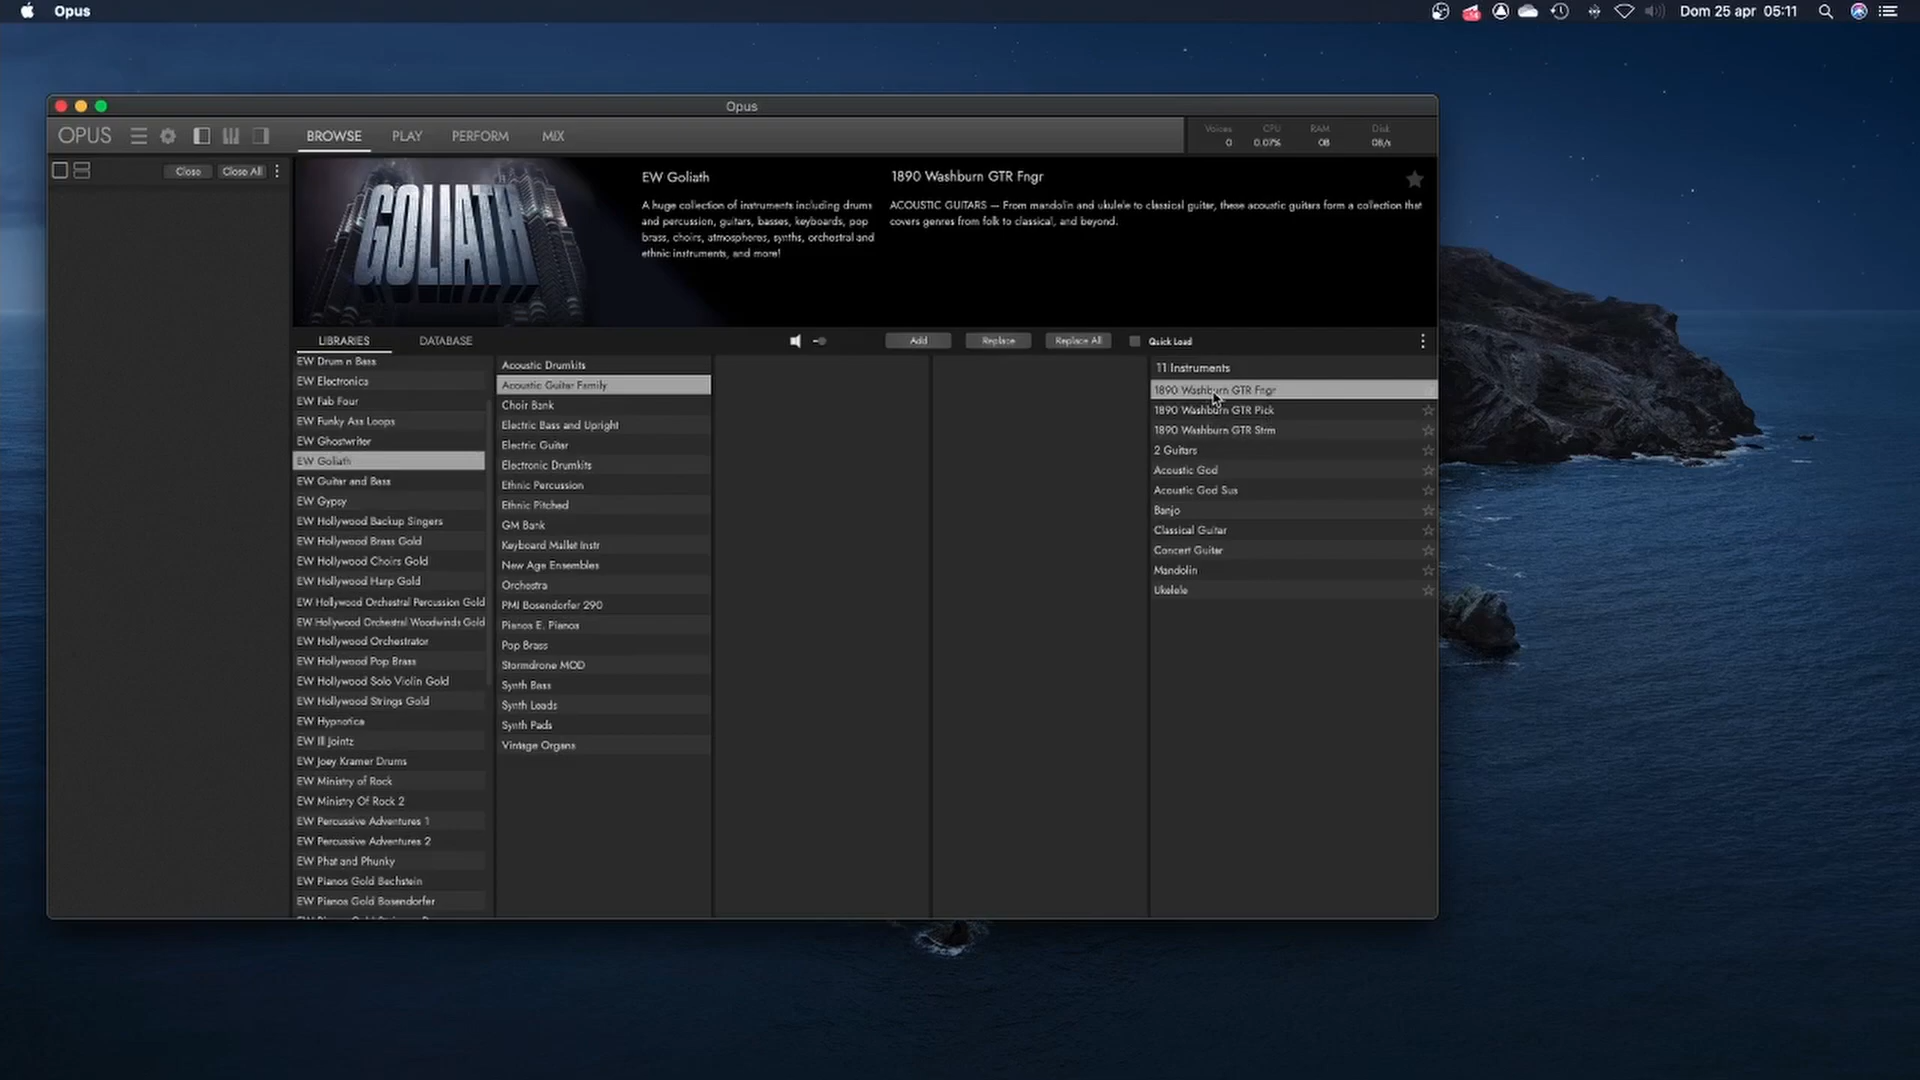 Opus
Dom 25 apr 05:11
Opus
OPUS
BROWSE
PLAY
PERFORM
MIX
Voices
0
CPU
0.07%
RAM
0B
Disk
0B/s
Close
Close All
GOLIATH
EW Goliath
A huge collection of instruments including drums
and percussion, guitars, basses, keyboards, pop
brass, choirs, atmospheres, synths, orchestral and
ethnic instruments, and more!
1890 Washburn GTR Fngr
ACOUSTIC GUITARS — From mandolin and ukulele to classical guitar, these acoustic guitars form a collection that
covers genres from folk to classical, and beyond.
LIBRARIES
DATABASE
Add
Replace
Replace All
Quick Load
EW Drum n Bass
EW Electronica
EW Fab Four
EW Funky Ass Loops
EW Ghostwriter
EW Goliath
EW Guitar and Bass
EW Gypsy
EW Hollywood Backup Singers
EW Hollywood Brass Gold
EW Hollywood Choirs Gold
EW Hollywood Harp Gold
EW Hollywood Orchestral Percussion Gold
EW Hollywood Orchestral Woodwinds Gold
EW Hollywood Orchestrator
EW Hollywood Pop Brass
EW Hollywood Solo Violin Gold
EW Hollywood Strings Gold
EW Hypnotica
EW Ill Jointz
EW Joey Kramer Drums
EW Ministry of Rock
EW Ministry Of Rock 2
EW Percussive Adventures 1
EW Percussive Adventures 2
EW Phat and Phunky
EW Pianos Gold Bechstein
EW Pianos Gold Bosendorfer
Acoustic Drumkits
Acoustic Guitar Family
Choir Bank
Electric Bass and Upright
Electric Guitar
Electronic Drumkits
Ethnic Percussion
Ethnic Pitched
GM Bank
Keyboard Mallet Instr
New Age Ensembles
Orchestra
PMI Bosendorfer 290
Pianos E. Pianos
Pop Brass
Stormdrone MOD
Synth Bass
Synth Leads
Synth Pads
Vintage Organs
11 Instruments
1890 Washburn GTR Fngr
1890 Washburn GTR Pick
1890 Washburn GTR Strm
2 Guitars
Acoustic God
Acoustic God Sus
Banjo
Classical Guitar
Concert Guitar
Mandolin
Ukelele